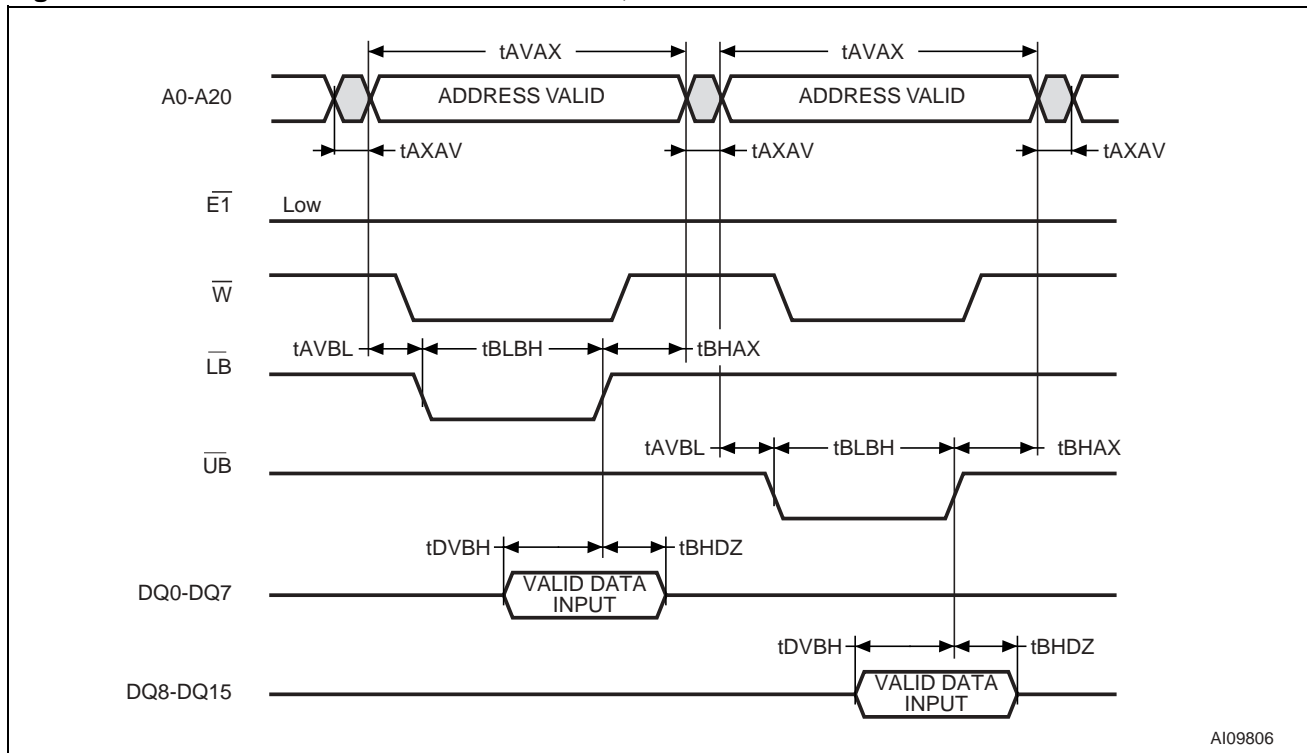 tAVAX tAVAX
A0-A20 ADDRESS VALID ADDRESS VALID
tAXAV tAXAV tAXAV
E1 Low
W
tAVBL tBLBH tBHAX
LB
tAVBL tBLBH tBHAX
UB
tDVBH tBHDZ
DQ0-DQ7 VALID DATA
INPUT
tDVBH tBHDZ
DQ8-DQ15 VALID DATA
INPUT
AI09806